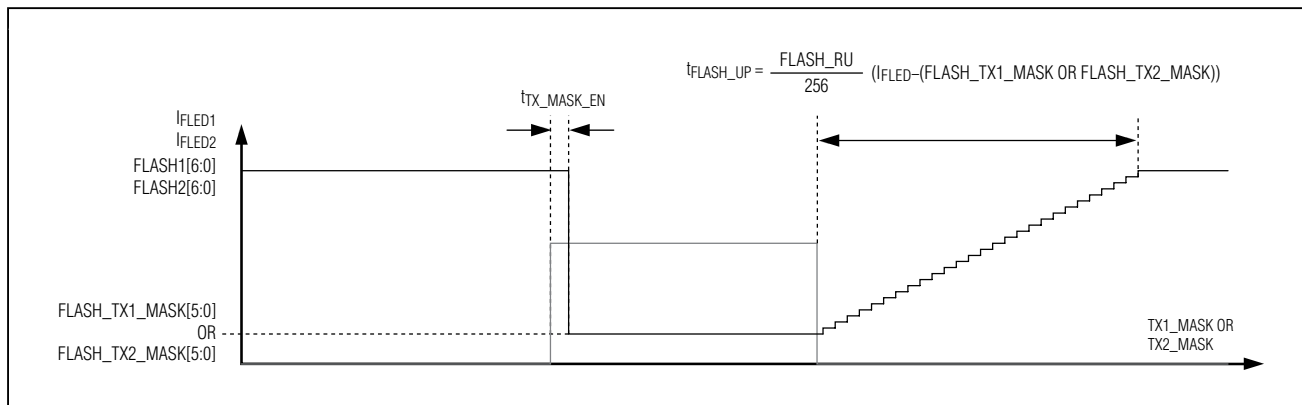 tFLASH_UP = FLASH_RU / 256 (IFLED–(FLASH_TX1_MASK OR FLASH_TX2_MASK))
tTX_MASK_EN
IFLED1
IFLED2
FLASH1[6:0]
FLASH2[6:0]
FLASH_TX1_MASK[5:0]
OR
FLASH_TX2_MASK[5:0]
TX1_MASK OR
TX2_MASK